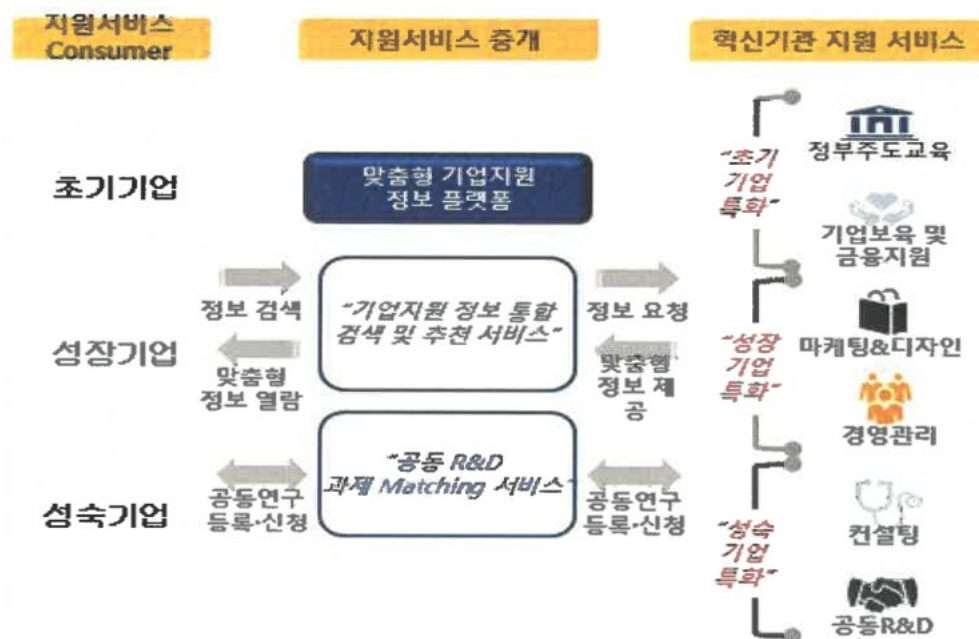 지원서비스
Consumer
지원서비스 중개
혁신기관 지원 서비스
초기기업
맞춤형 기업지원
정보 플랫폼
"초기
기업
특화"
정부주도교육
기업보육 및
금융지원
정보 검색
"기업지원 정보 통합
검색 및 추천 서비스"
정보 요청
성장기업
맞춤형
정보 열람
맞춤형
정보 제
공
"성장
기업
특화"
마케팅&디자인
경영관리
성숙기업
공동연구
등록·신청
"공동 R&D
과제 Matching 서비스"
공동연구
등록·신청
"성숙
기업
특화"
컨설팅
공동R&D